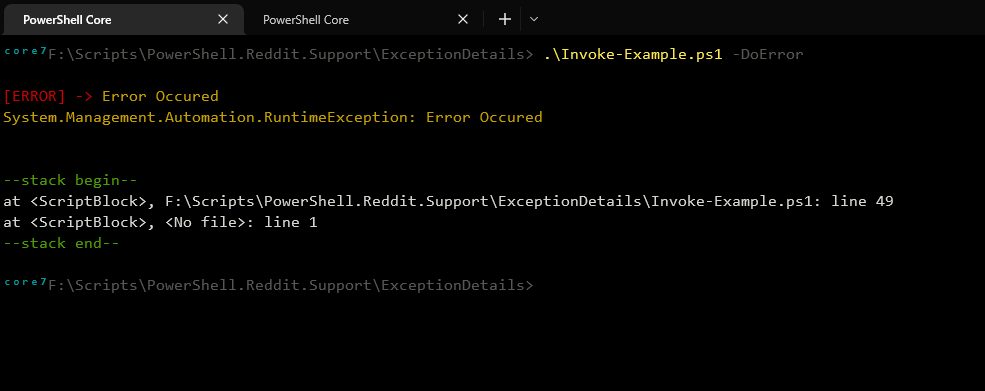 PowerShell Core
PowerShell Core
core7F:\Scripts\PowerShell.Reddit.Support\ExceptionDetails> .\Invoke-Example.ps1 -DoError
[ERROR] -> Error Occured
System.Management.Automation.RuntimeException: Error Occured
--stack begin--
at <ScriptBlock>, F:\Scripts\PowerShell.Reddit.Support\ExceptionDetails\Invoke-Example.ps1: line 49
at <ScriptBlock>, <No file>: line 1
--stack end--
core7F:\Scripts\PowerShell.Reddit.Support\ExceptionDetails>